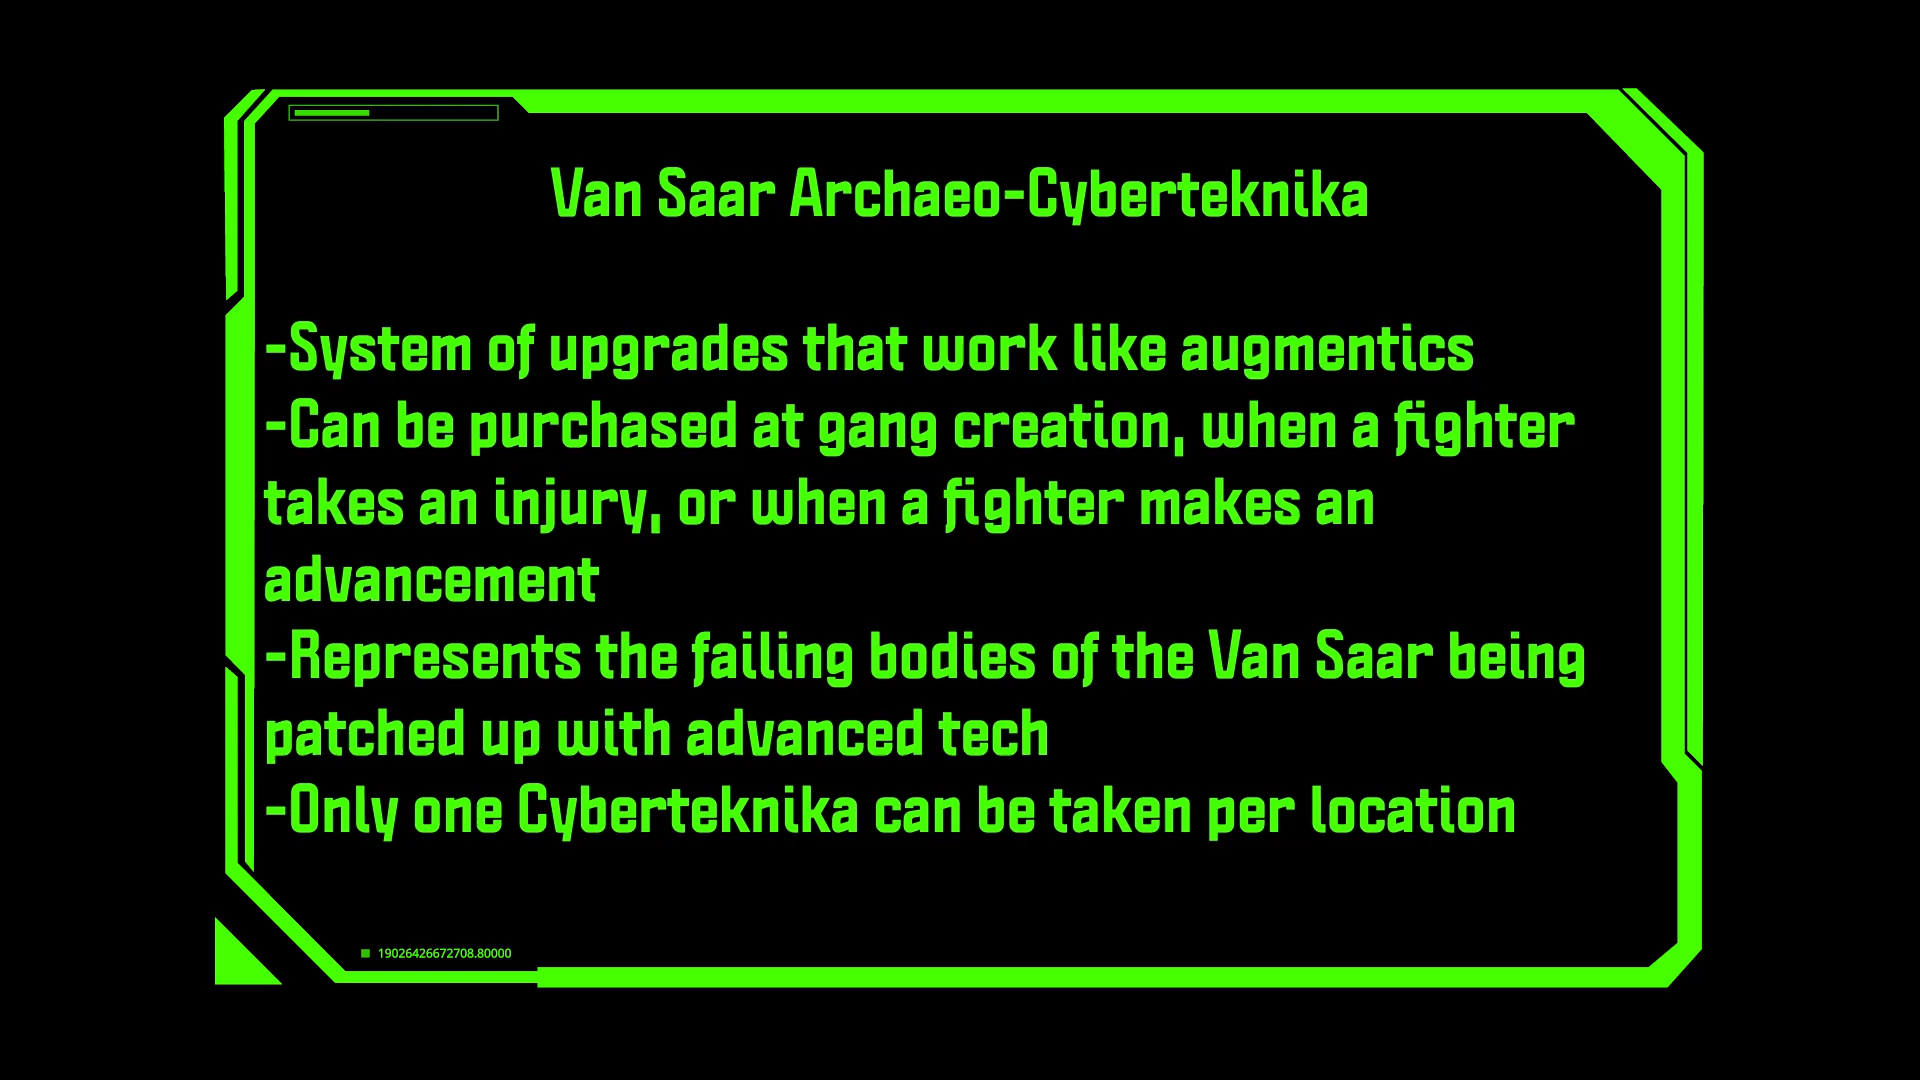 Van Saar Archaeo-Cyberteknika
-System of upgrades that work like augmentics
-Can be purchased at gang creation, when a fighter
takes an injury, or when a fighter makes an
advancement
-Represents the failing bodies of the Van Saar being
patched up with advanced tech
-Only one Cyberteknika can be taken per location
19026426672708.80000